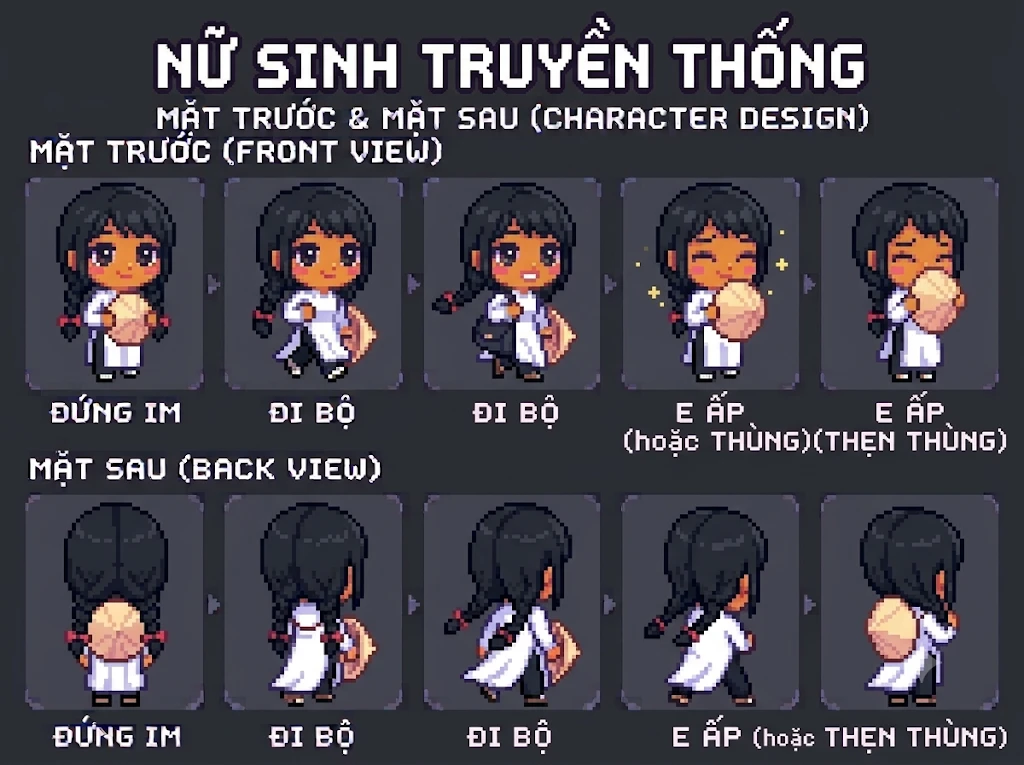 NỮ SINH TRUYỀN THỐNG
MẶT TRƯỚC & MẶT SAU (CHARACTER DESIGN)
MẶT TRƯỚC (FRONT VIEW)
ĐỨNG IM
ĐI BỘ
ĐI BỘ
E ẤP
(hoặc THÙNG)
E ẤP
(THẸN THÙNG)
MẶT SAU (BACK VIEW)
ĐỨNG IM
ĐI BỘ
ĐI BỘ
E ẤP (hoặc THẸN THÙNG)